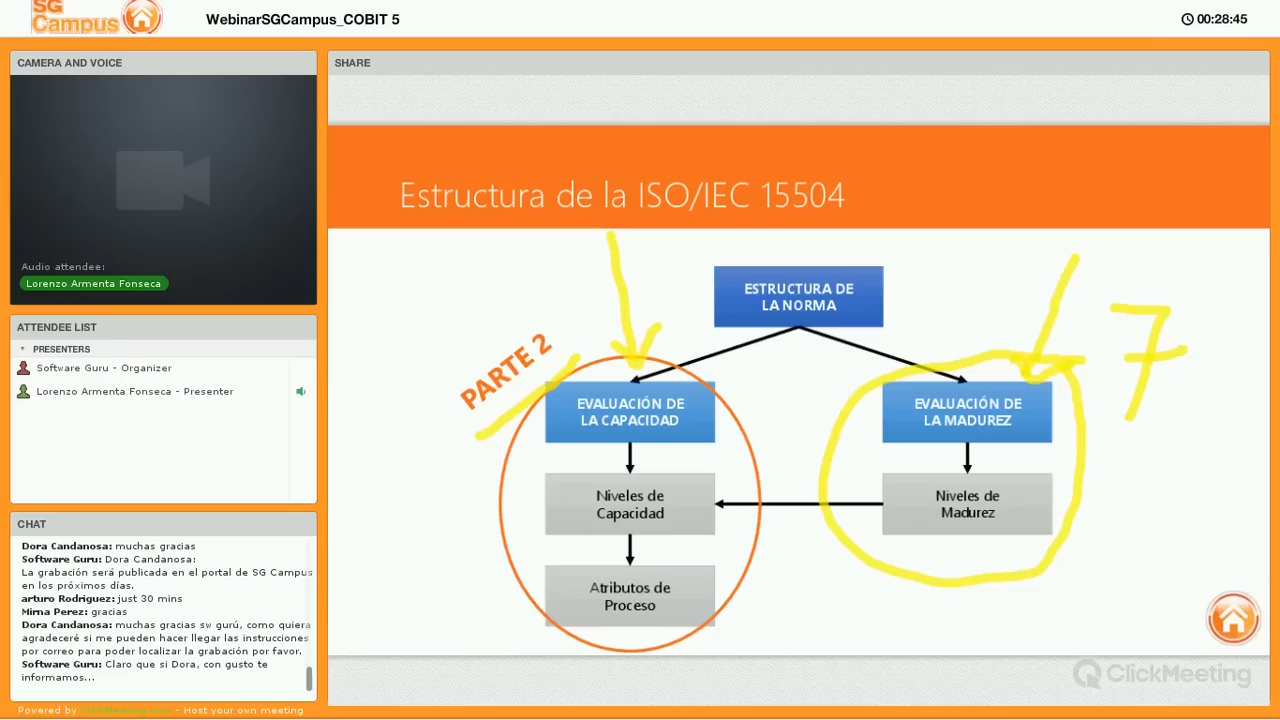 SG
Campus
WebinarSGCampus_COBIT 5
00:28:45
CAMERA AND VOICE
Audio attendee:
Lorenzo Armenta Fonseca
ATTENDEE LIST
PRESENTERS
Software Guru - Organizer
Lorenzo Armenta Fonseca - Presenter
CHAT
Dora Candanosa: muchas gracias
Software Guru: Dora Candanosa:
La grabación será publicada en el portal de SG Campus
en los próximos días.
arturo Rodriguez: just 30 mins
Mirna Perez: gracias
Dora Candanosa: muchas gracias sw gurú, como quiera
agradeceré si me pueden hacer llegar las instrucciones
por correo para poder localizar la grabación por favor.
Software Guru: Claro que si Dora, con gusto te
informamos...
Powered by ClickMeeting.com - Host your own meeting
SHARE
Estructura de la ISO/IEC 15504
ESTRUCTURA DE
LA NORMA
PARTE 2
7
EVALUACIÓN DE
LA CAPACIDAD
EVALUACIÓN DE
LA MADUREZ
Niveles de
Capacidad
Niveles de
Madurez
Atributos de
Proceso
ClickMeeting